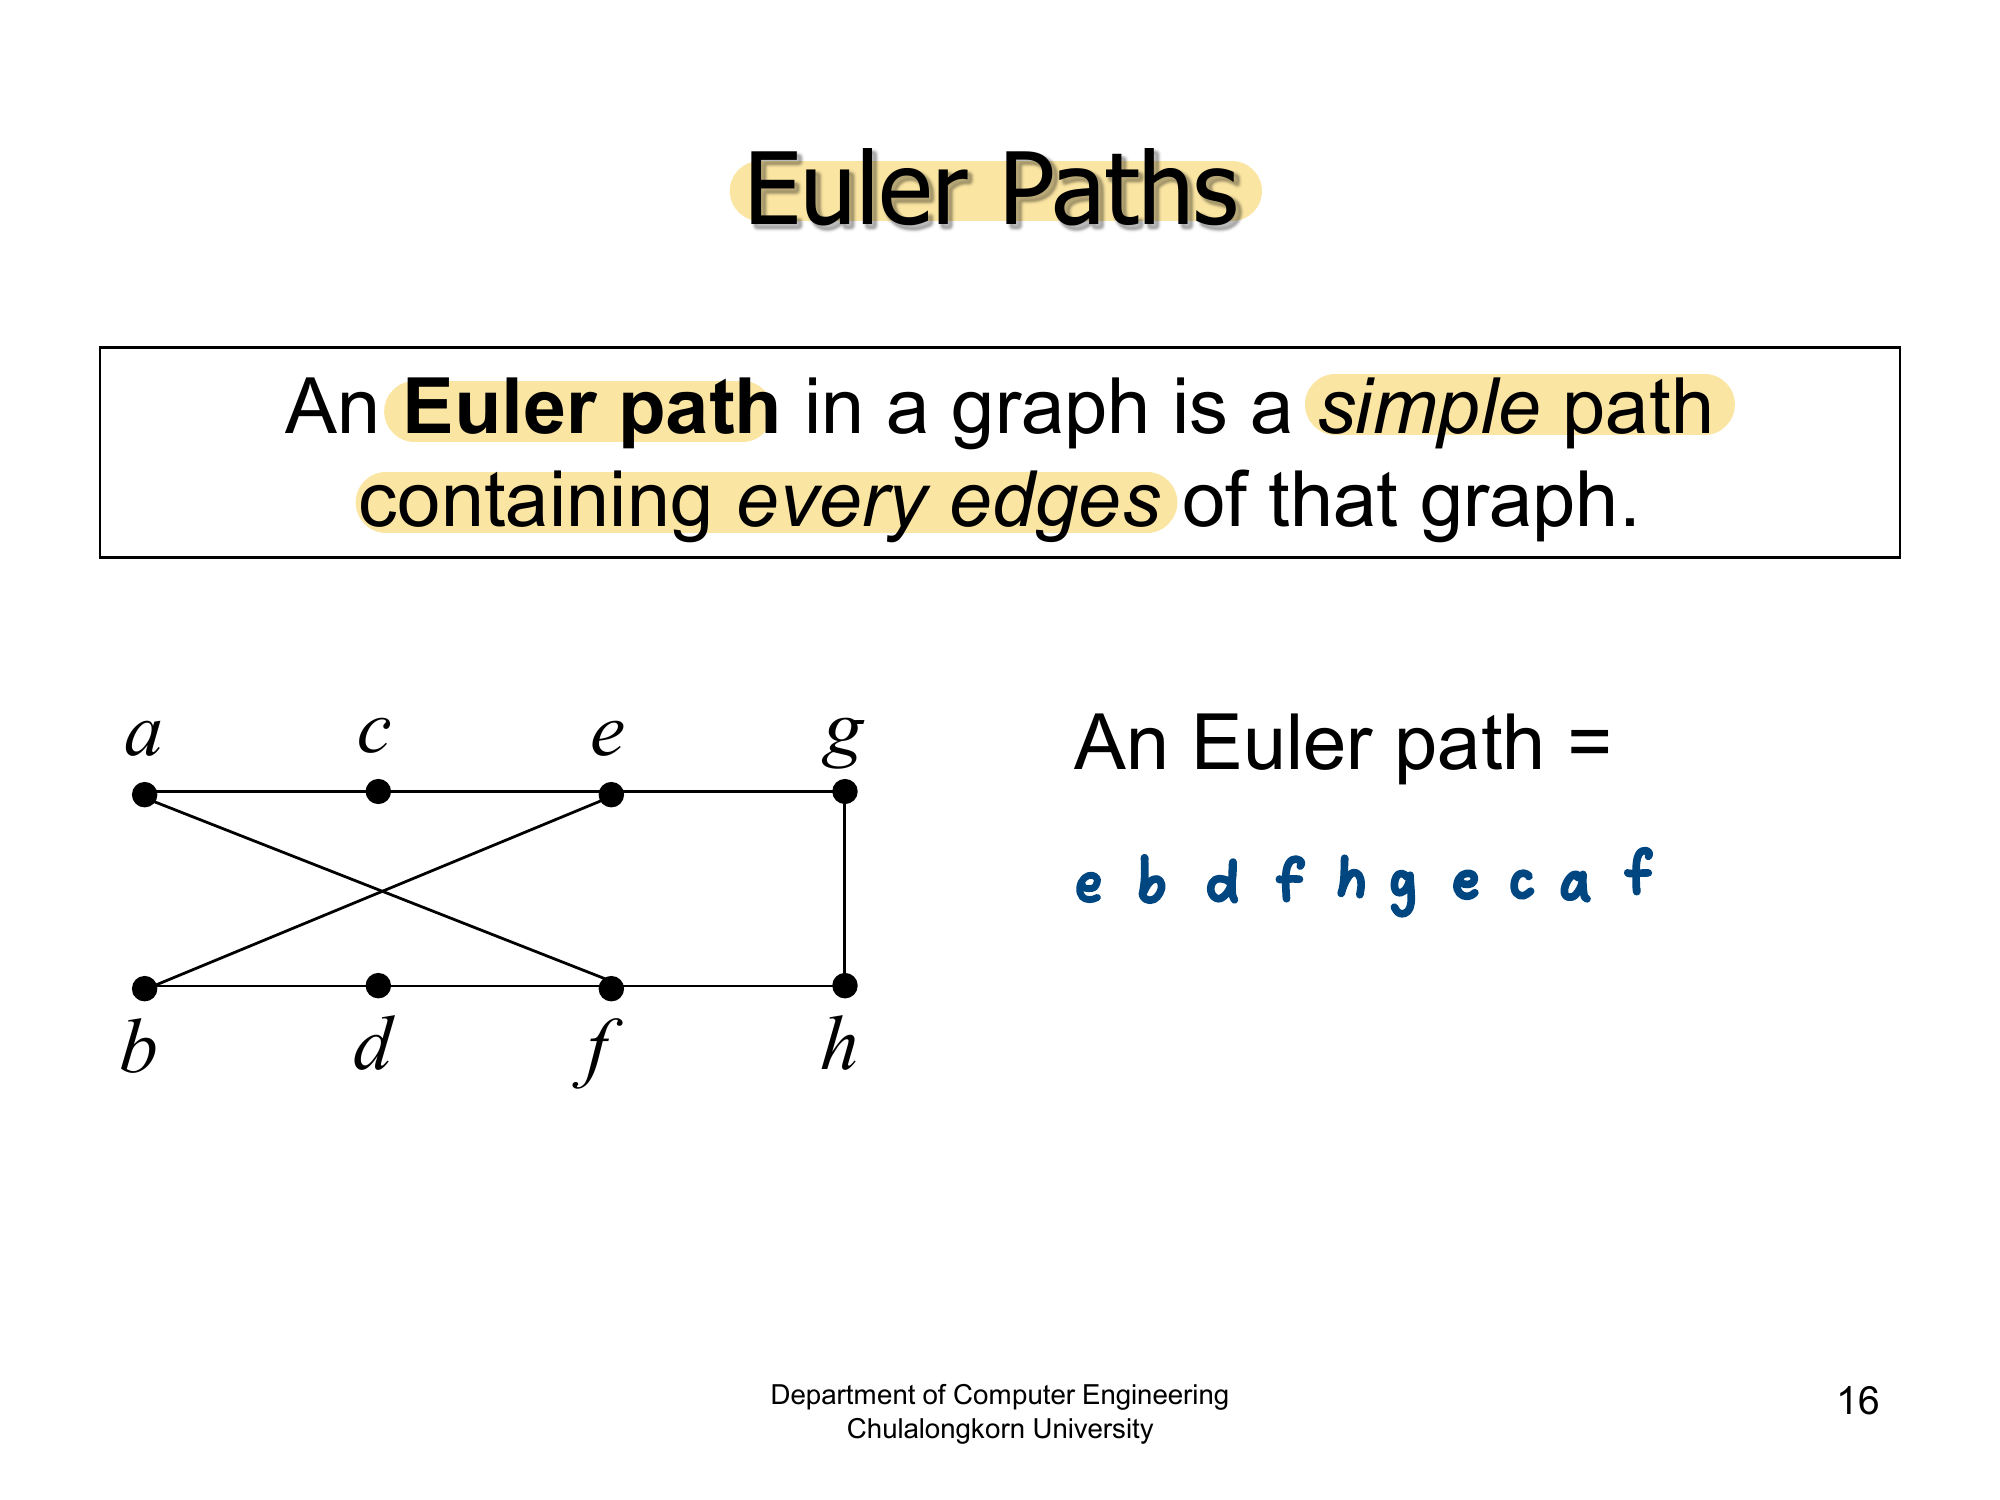 Euler Paths
An Euler path in a graph is a simple path
containing every edges of that graph.
a c e g
b d f h
An Euler path =
e b d f h g e c a f
Department of Computer Engineering
Chulalongkorn University
16